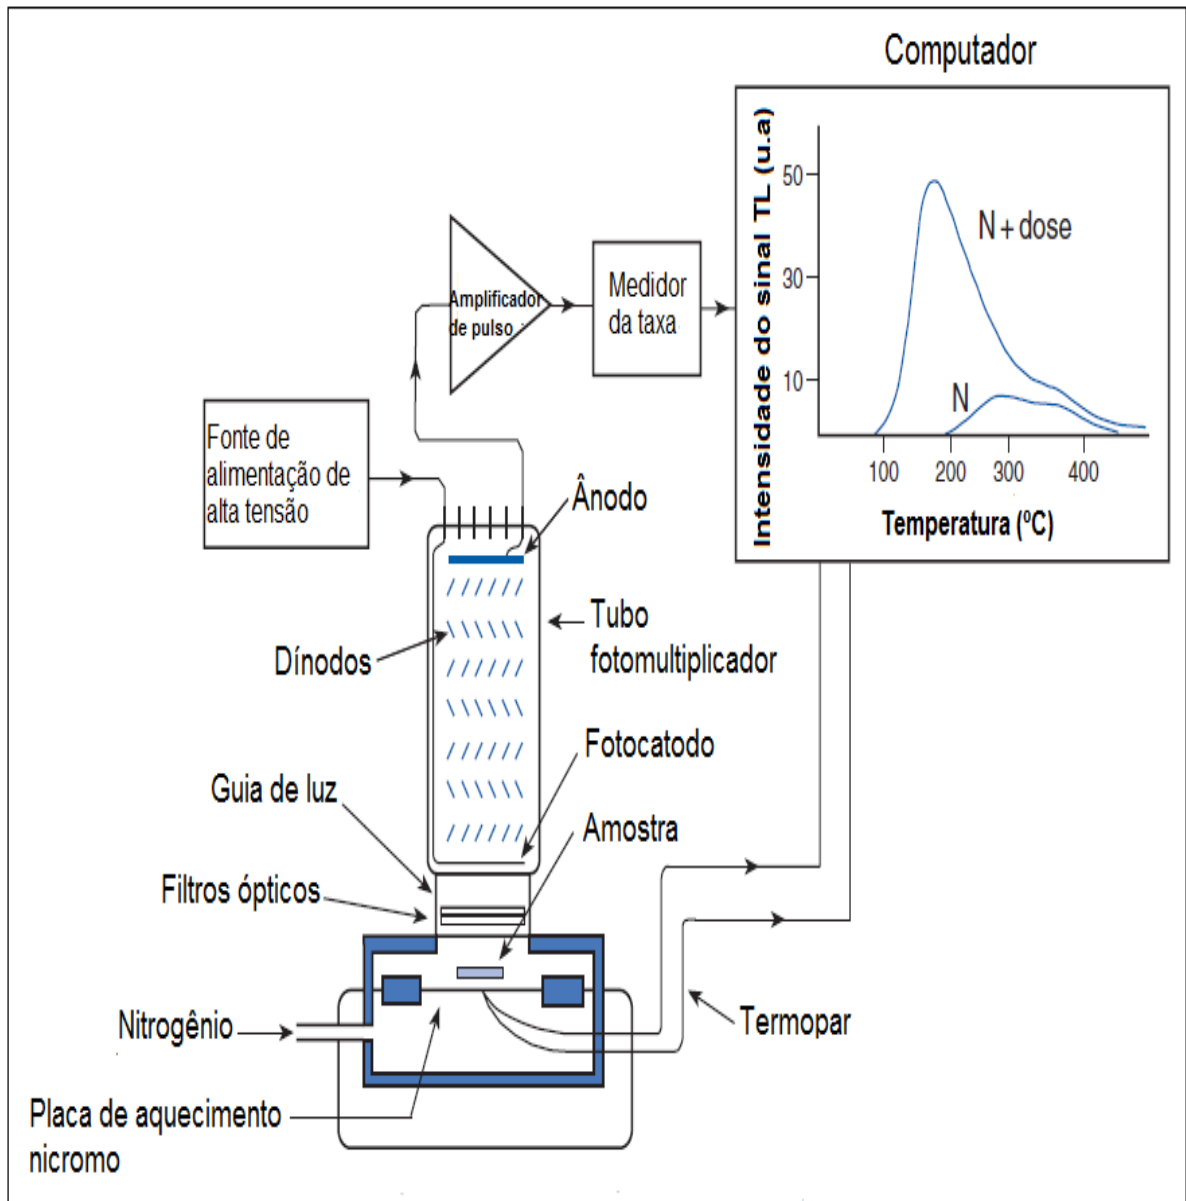 Computador
Intensidade do sinal TL (u.a)
50
30
10
N + dose
N
100 200 300 400
Temperatura (ºC)
Amplificador
de pulso
Medidor
da taxa
Fonte de
alimentação de
alta tensão
Ânodo
Tubo
fotomultiplicador
Dínodos
Fotocatodo
Guia de luz
Amostra
Filtros ópticos
Nitrogênio
Termopar
Placa de aquecimento
nicromo